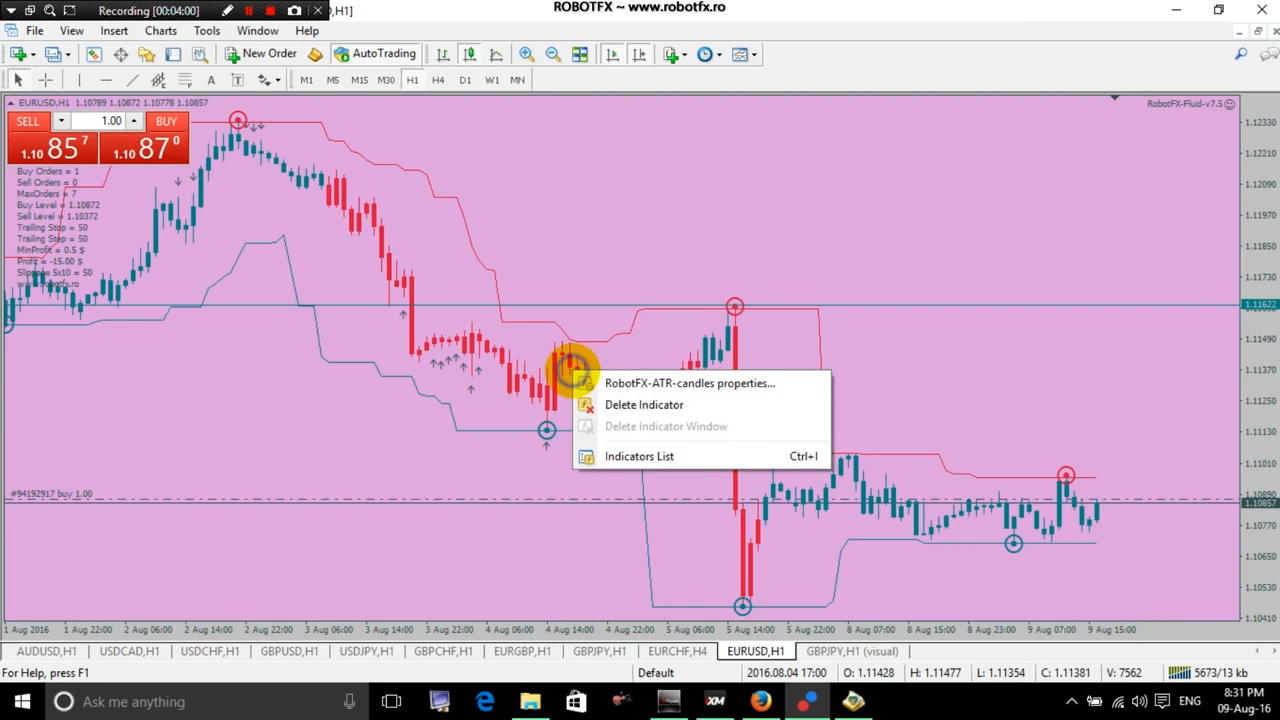 Recording (00:04:00)
,H1]
ROBOTFX ~ www.robotfx.ro
File View Insert Charts Tools Window Help
New Order AutoTrading
A T M1 M5 M15 M30 H1 H4 D1 W1 MN
EURUSD,H1 1.10789 1.10872 1.10778 1.10857
RobotFX-Fluid-v7.5
SELL 1.00 BUY
1.10 85 7 1.10 87 0
Buy Orders = 1
Sell Orders = 0
MaxOrders = 7
Buy Level = 1.10872
Sell Level = 1.10372
Trailing Stop = 50
Trailing Step = 50
MinProfit = 0.5 $
Profit = -15.00 $
Slippage 5x10 = 50
www.robotfx.ro
1.12330
1.12210
1.12090
1.11970
1.11850
1.11730
1.11622
1.11490
1.11370
1.11250
1.11130
1.11010
1.10890
1.10857
1.10770
1.10650
1.10530
1.10410
RobotFX-ATR-candles properties...
Delete Indicator
Delete Indicator Window
Indicators List Ctrl+I
#94192917 buy 1.00
1 Aug 2016 1 Aug 22:00 2 Aug 06:00 2 Aug 14:00 2 Aug 22:00 3 Aug 06:00 3 Aug 14:00 3 Aug 22:00 4 Aug 06:00 4 Aug 14:00 4 Aug 22:00 5 Aug 06:00 5 Aug 14:00 5 Aug 22:00 8 Aug 07:00 8 Aug 15:00 8 Aug 23:00 9 Aug 07:00 9 Aug 15:00
AUDUSD,H1 USDCAD,H1 USDCHF,H1 GBPUSD,H1 USDJPY,H1 GBPCHF,H1 EURGBP,H1 GBPJPY,H1 EURCHF,H4 EURUSD,H1 GBPJPY,H1 (visual)
For Help, press F1 Default 2016.08.04 17:00 O: 1.11428 H: 1.11477 L: 1.11354 C: 1.11381 V: 7562 5673/13 kb
Ask me anything XM ENG 8:31 PM
09-Aug-16